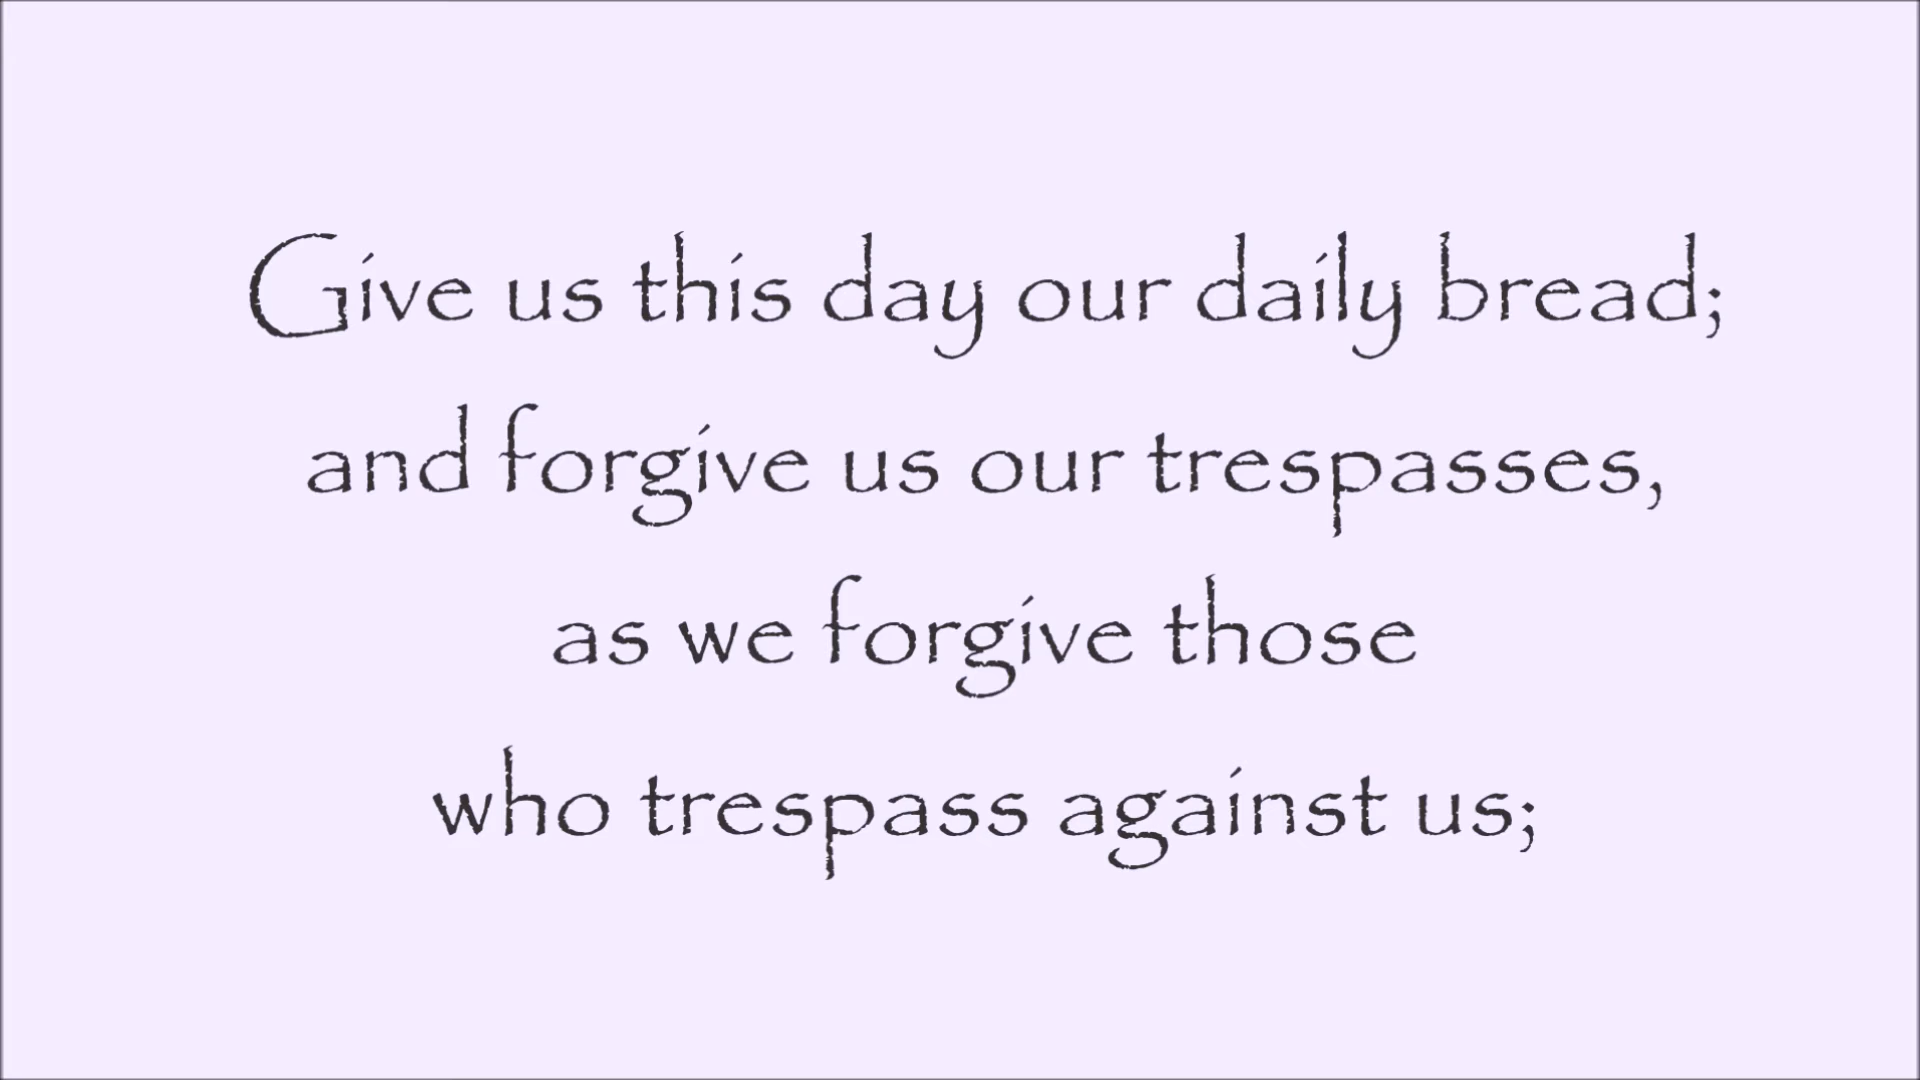 Give us this day our daily bread;
and forgive us our trespasses,
as we forgive those
who trespass against us;